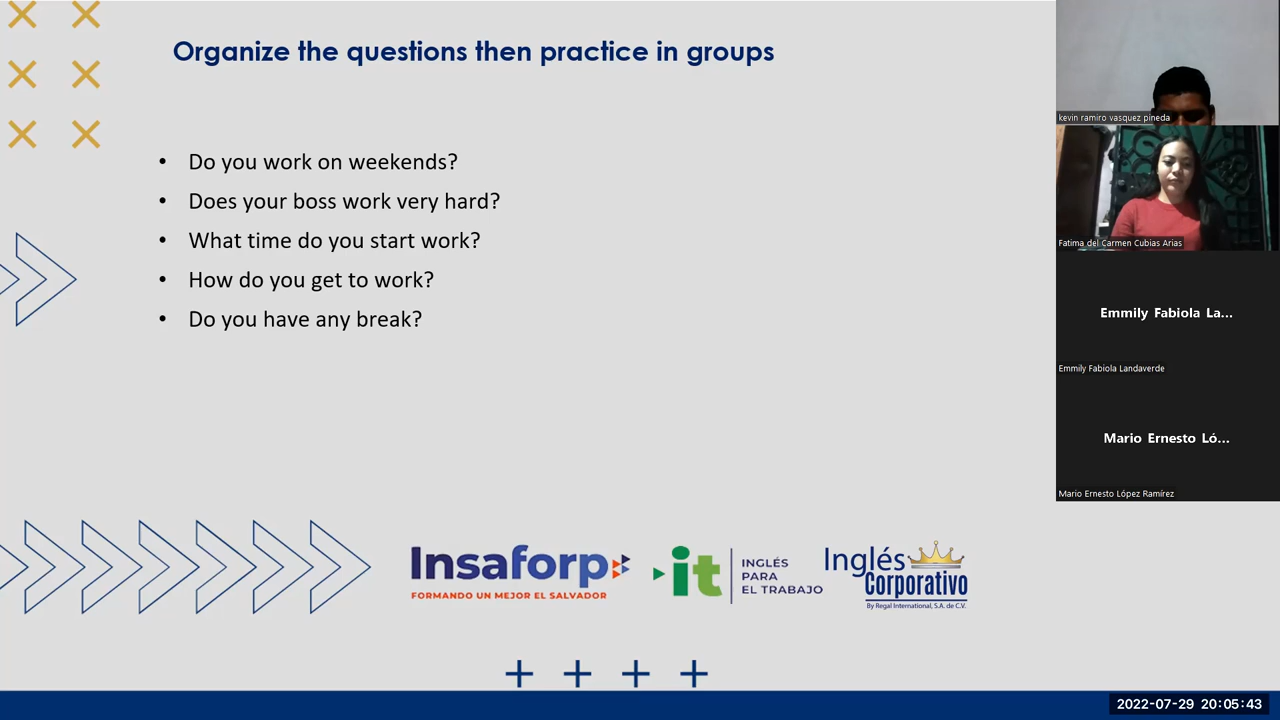 Organize the questions then practice in groups
• Do you work on weekends?
• Does your boss work very hard?
• What time do you start work?
• How do you get to work?
• Do you have any break?
kevin ramiro vasquez pineda
Fatima del Carmen Cubias Arias
Emmily Fabiola La...
Emmily Fabiola Landaverde
Mario Ernesto Ló...
Mario Ernesto López Ramírez
Insaforp
FORMANDO UN MEJOR EL SALVADOR
it
INGLÉS
PARA
EL TRABAJO
Inglés
Corporativo
By Regal International, S.A. de C.V.
2022-07-29 20:05:43